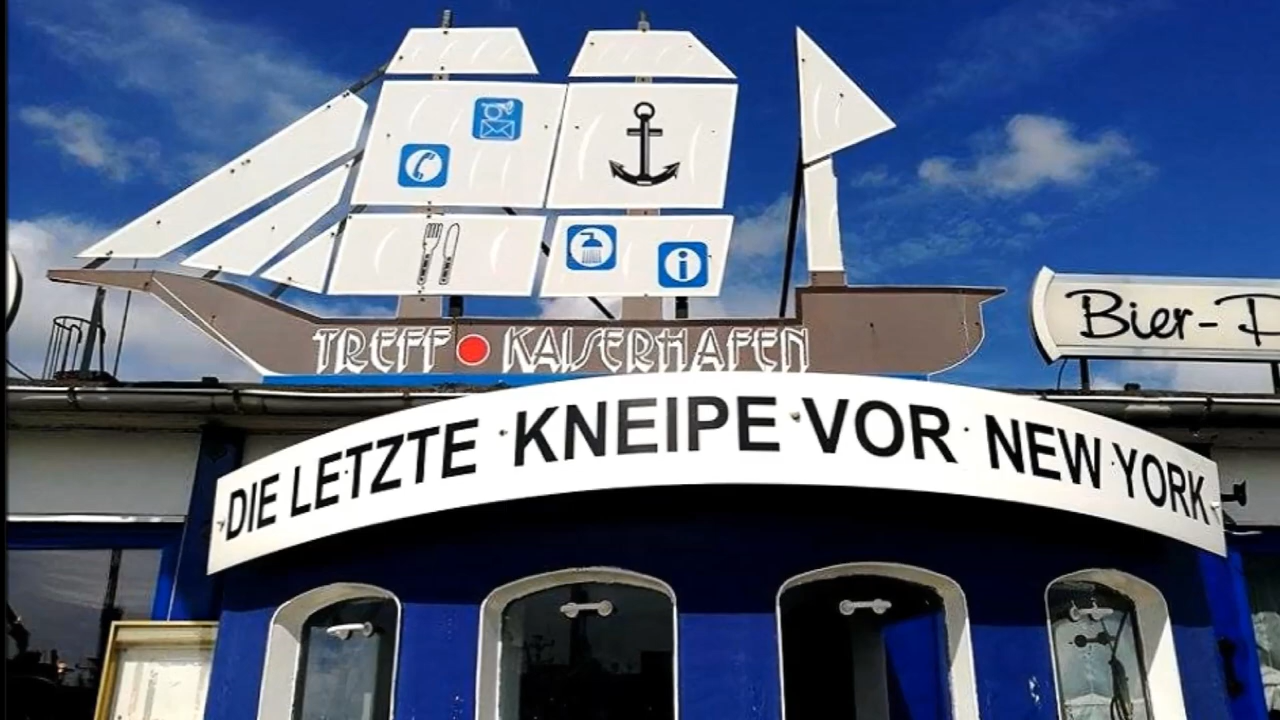 TREFF KAISERHAFEN
Bier-
DIE LETZTE KNEIPE VOR NEW YORK